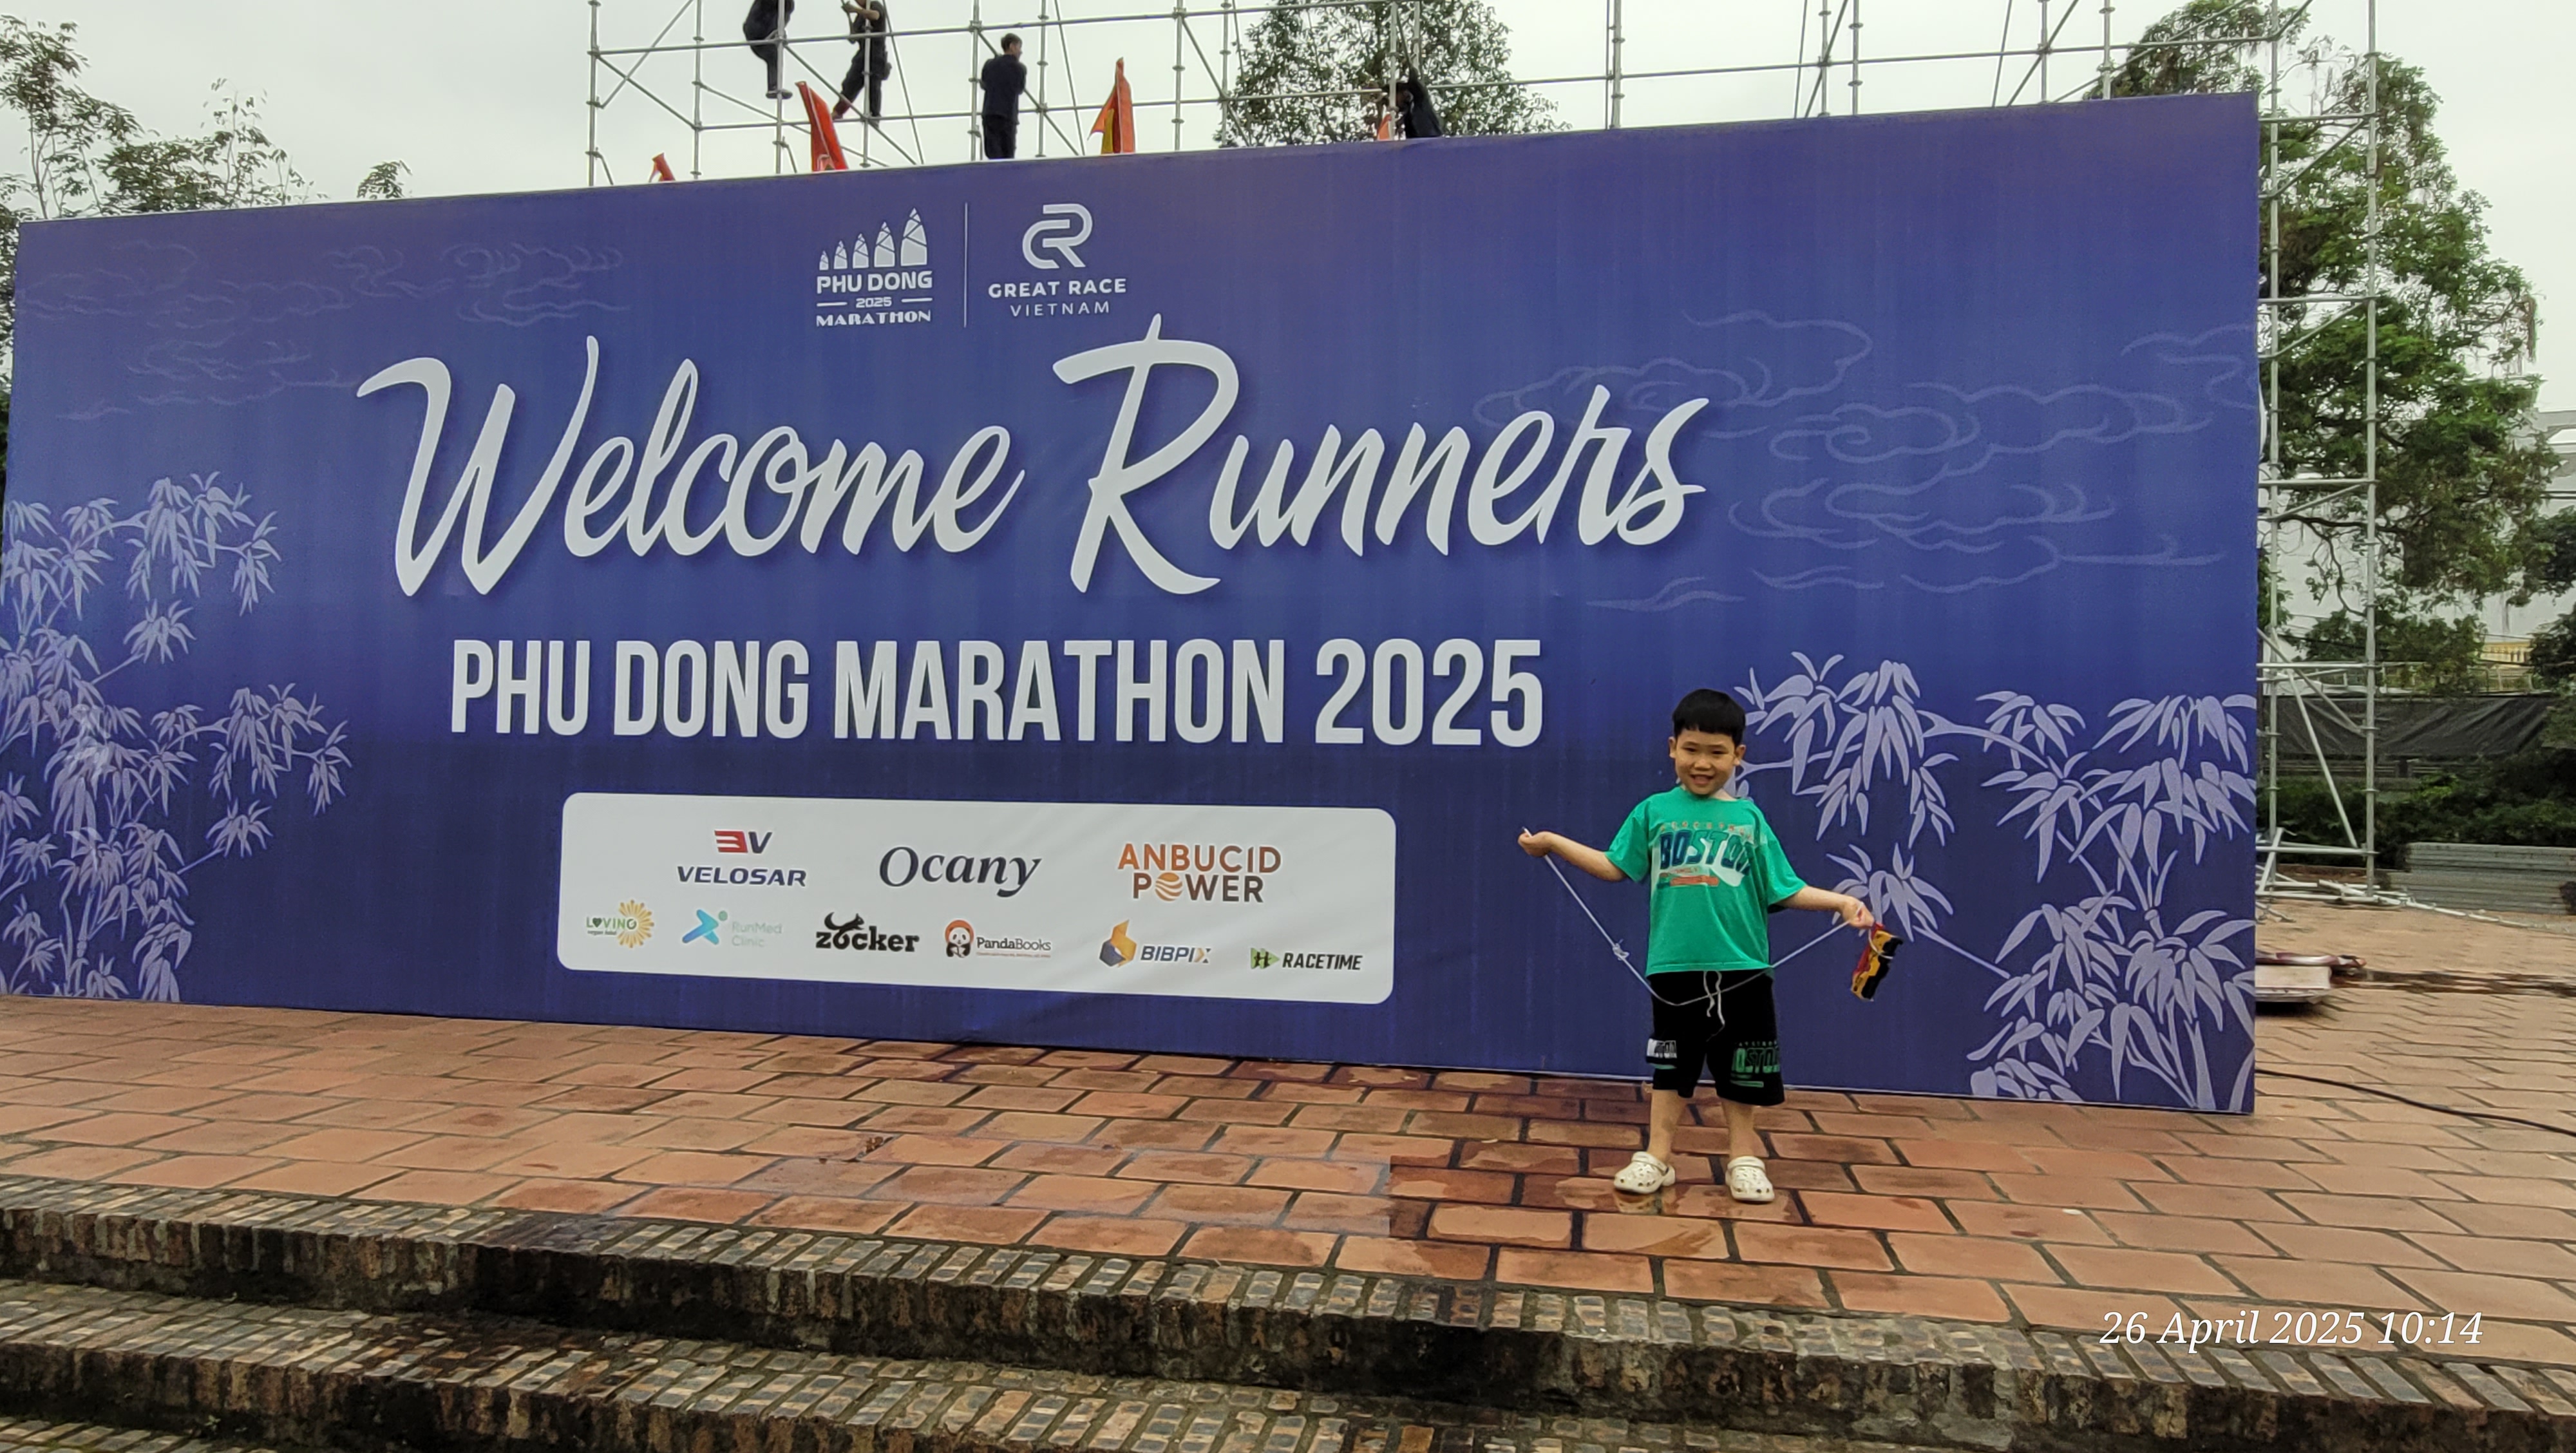 PHU DONG
2025
MARATHON
GREAT RACE
VIETNAM
Welcome Runners
PHU DONG MARATHON 2025
VELOSAR
Ocany
ANBUCID
POWER
LOVING
RunMed
Clinic
zocker
PandaBooks
BIBPIX
RACETIME
BOSTON
26 April 2025 10:14